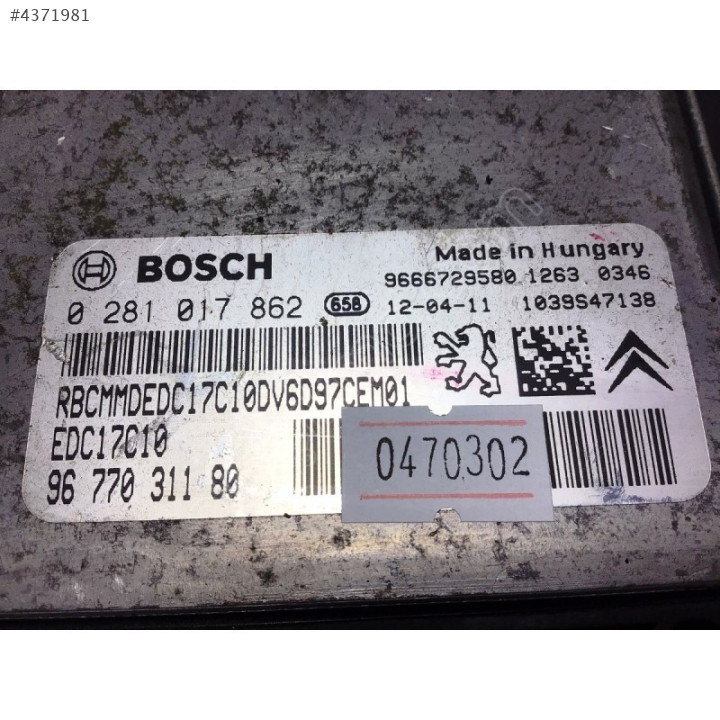 #4371981
BOSCH
Made in Hungary
9666729580 1263 0346
0 281 017 862 658 12-04-11 1039S47138
RBCMMDEDC17C10DV6D97CEM01
EDC17C10
96 770 311 80
0470302